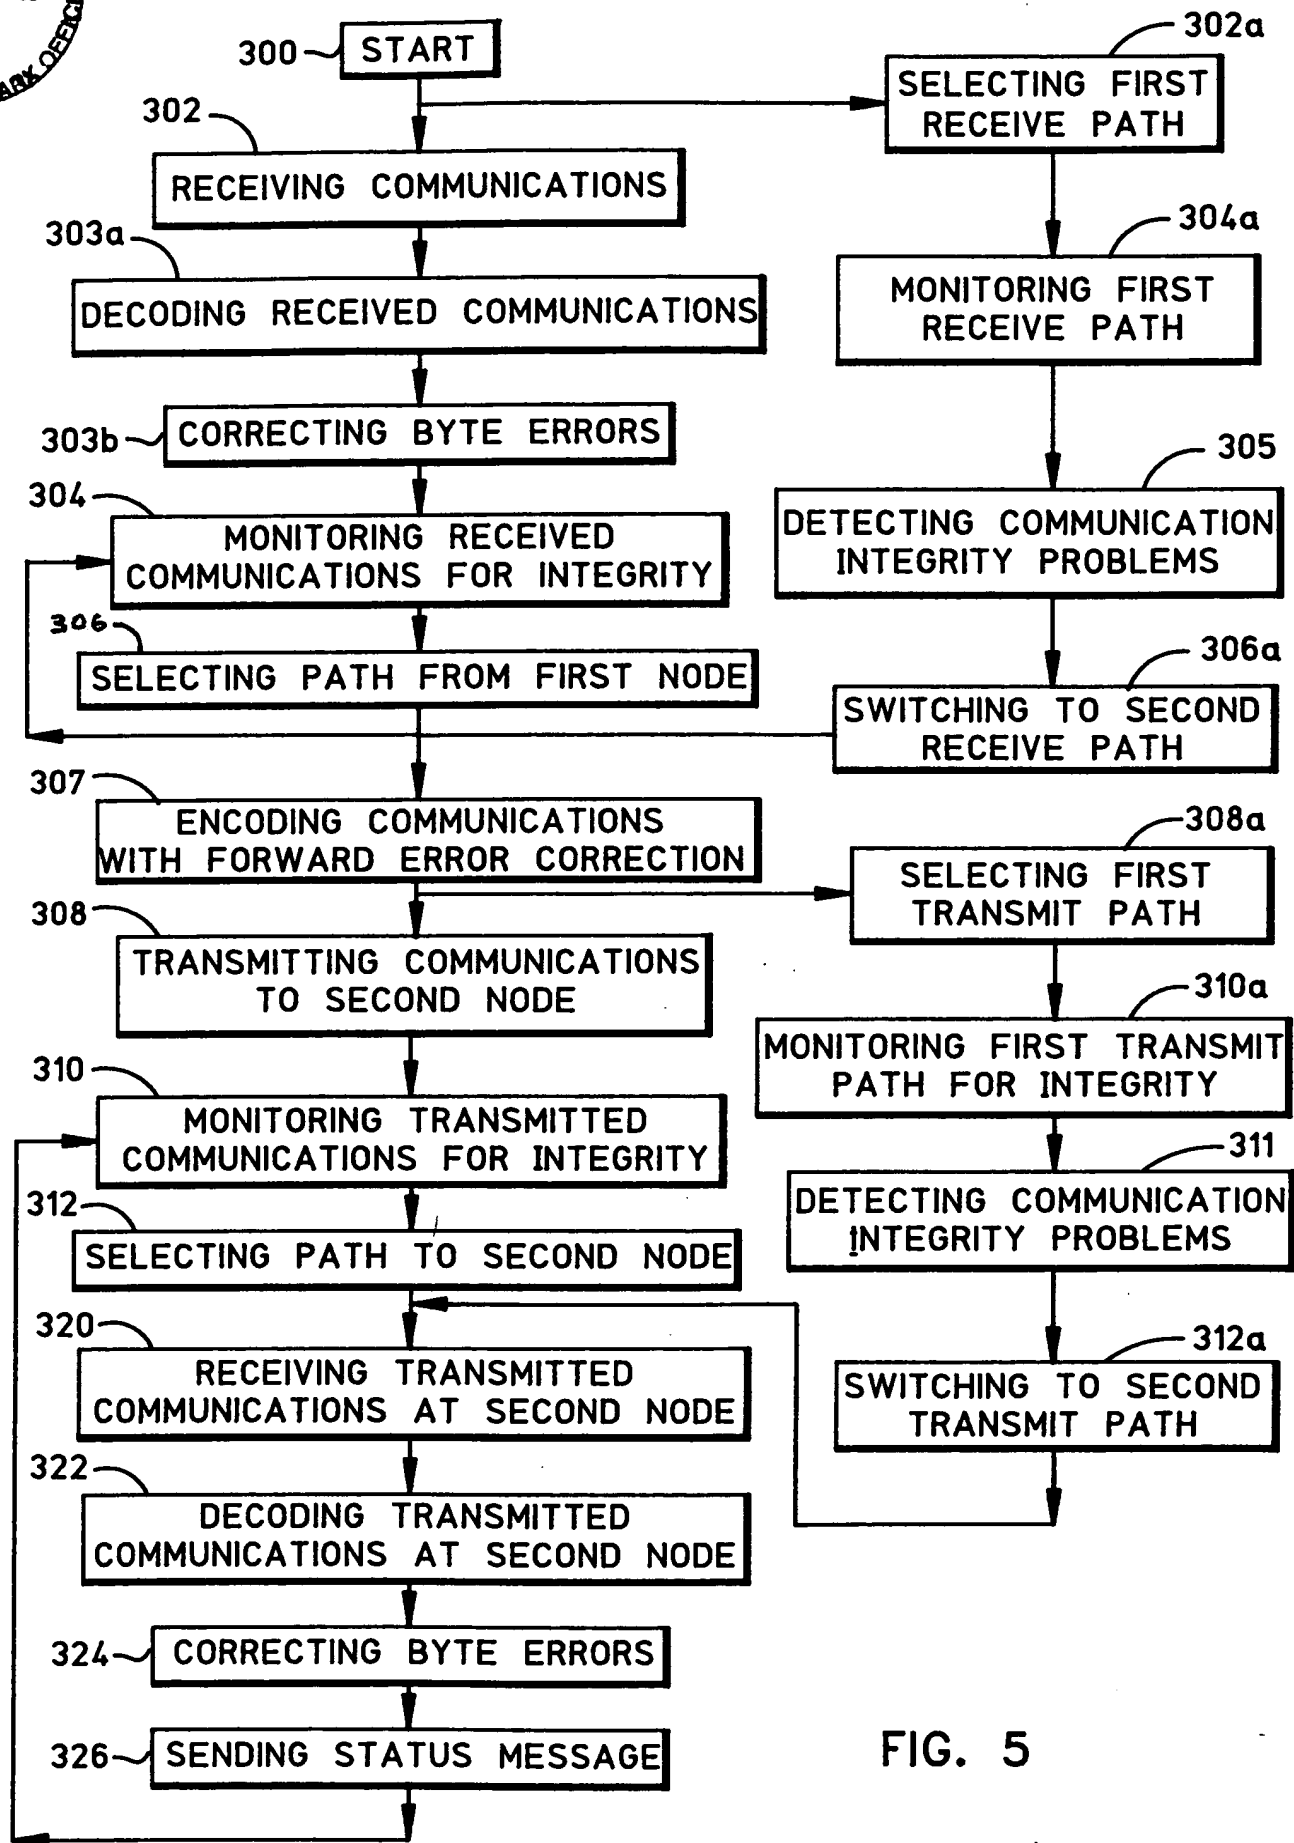 ARK OFFICE
300
START
302a
SELECTING FIRST
RECEIVE PATH
302
RECEIVING COMMUNICATIONS
304a
MONITORING FIRST
RECEIVE PATH
303a
DECODING RECEIVED COMMUNICATIONS
303b
CORRECTING BYTE ERRORS
305
DETECTING COMMUNICATION
INTEGRITY PROBLEMS
304
MONITORING RECEIVED
COMMUNICATIONS FOR INTEGRITY
306
SELECTING PATH FROM FIRST NODE
306a
SWITCHING TO SECOND
RECEIVE PATH
307
ENCODING COMMUNICATIONS
WITH FORWARD ERROR CORRECTION
308a
SELECTING FIRST
TRANSMIT PATH
308
TRANSMITTING COMMUNICATIONS
TO SECOND NODE
310a
MONITORING FIRST TRANSMIT
PATH FOR INTEGRITY
310
MONITORING TRANSMITTED
COMMUNICATIONS FOR INTEGRITY
311
DETECTING COMMUNICATION
INTEGRITY PROBLEMS
312
SELECTING PATH TO SECOND NODE
320
RECEIVING TRANSMITTED
COMMUNICATIONS AT SECOND NODE
312a
SWITCHING TO SECOND
TRANSMIT PATH
322
DECODING TRANSMITTED
COMMUNICATIONS AT SECOND NODE
324
CORRECTING BYTE ERRORS
326
SENDING STATUS MESSAGE
FIG. 5